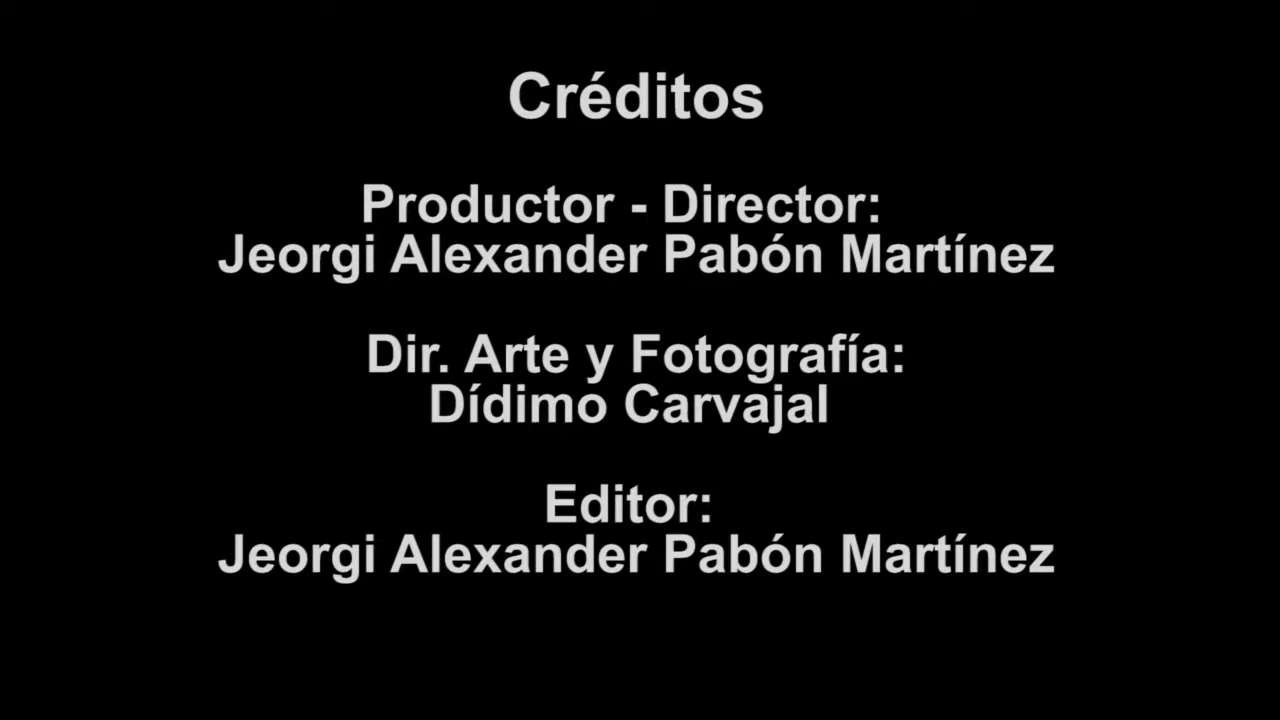 Créditos
Productor - Director:
Jeorgi Alexander Pabón Martínez
Dir. Arte y Fotografía:
Dídimo Carvajal
Editor:
Jeorgi Alexander Pabón Martínez